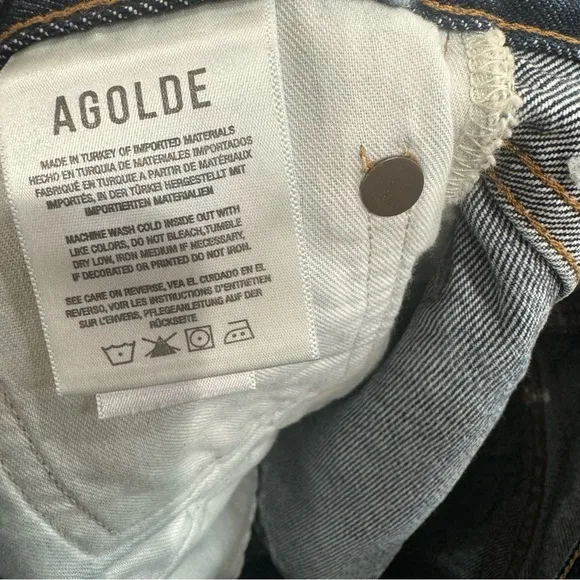 AGOLDE
MADE IN TURKEY OF IMPORTED MATERIALS
HECHO EN TURQUIA DE MATERIALES IMPORTADOS
FABRIQUÉ EN TURQUIE À PARTIR DE MATÉRIAUX
IMPORTÉS, IN DER TÜRKEI HERGESTELLT MIT
IMPORTIERTEN MATERIALIEN
MACHINE WASH COLD INSIDE OUT WITH
LIKE COLORS, DO NOT BLEACH,TUMBLE
DRY LOW, IRON MEDIUM IF NECESSARY,
IF DECORATED OR PRINTED DO NOT IRON.
SEE CARE ON REVERSE, VEA EL CUIDADO EN EL
REVERSO, VOIR LES INSTRUCTIONS D'ENTRETIEN
SUR L'ENVERS, PFLEGEANLEITUNG AUF DER
RÜCKSEITE